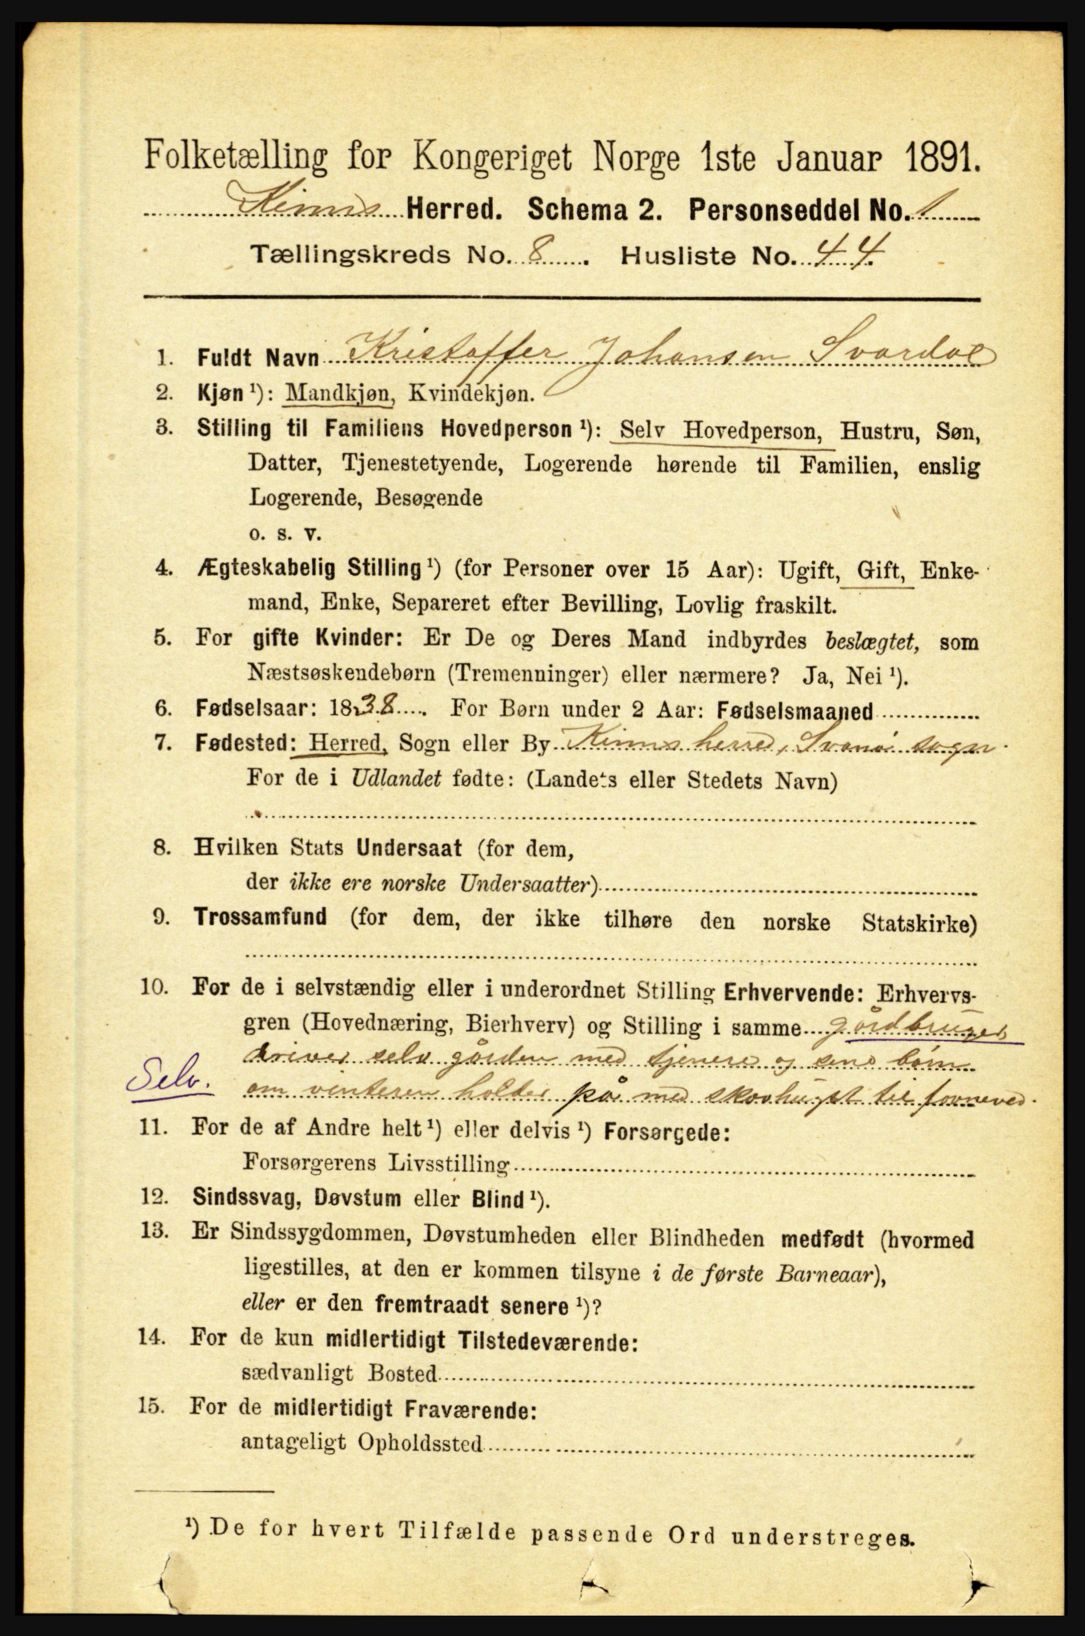 Folketælling for Kongeriget Norge 1ste Januar 1891.
Kinns Herred. Schema 2. Personseddel No. 1
Tællingskreds No. 8. Husliste No. 44.
1. Fuldt Navn Kristoffer Johansen Svardal
2. Kjøn ¹): Mandkjøn, Kvindekjøn.
3. Stilling til Familiens Hovedperson ¹): Selv Hovedperson, Hustru, Søn,
Datter, Tjenestetyende, Logerende hørende til Familien, enslig
Logerende, Besøgende
o. s. v.
4. Ægteskabelig Stilling ¹) (for Personer over 15 Aar): Ugift, Gift, Enke-
mand, Enke, Separeret efter Bevilling, Lovlig fraskilt.
5. For gifte Kvinder: Er De og Deres Mand indbyrdes beslægtet, som
Næstsøskendebørn (Tremenninger) eller nærmere? Ja, Nei ¹).
6. Fødselsaar: 1838. For Børn under 2 Aar: Fødselsmaaned
7. Fødested: Herred, Sogn eller By Kinns herred, Svanø sogn.
For de i Udlandet fødte: (Landets eller Stedets Navn)
8. Hvilken Stats Undersaat (for dem,
der ikke ere norske Undersaatter)
9. Trossamfund (for dem, der ikke tilhøre den norske Statskirke)
10. For de i selvstændig eller i underordnet Stilling Erhvervende: Erhvervs-
gren (Hovednæring, Bierhverv) og Stilling i samme gårdbruger,
driver selv gården med tjenere og sine børn
Selv. om vinteren holder på med skovhugst til favneved.
11. For de af Andre helt ¹) eller delvis ¹) Forsørgede:
Forsørgerens Livsstilling
12. Sindssvag, Døvstum eller Blind ¹).
13. Er Sindssygdommen, Døvstumheden eller Blindheden medfødt (hvormed
ligestilles, at den er kommen tilsyne i de første Barneaar),
eller er den fremtraadt senere ¹)?
14. For de kun midlertidigt Tilstedeværende:
sædvanligt Bosted
15. For de midlertidigt Fraværende:
antageligt Opholdssted
¹) De for hvert Tilfælde passende Ord understreges.